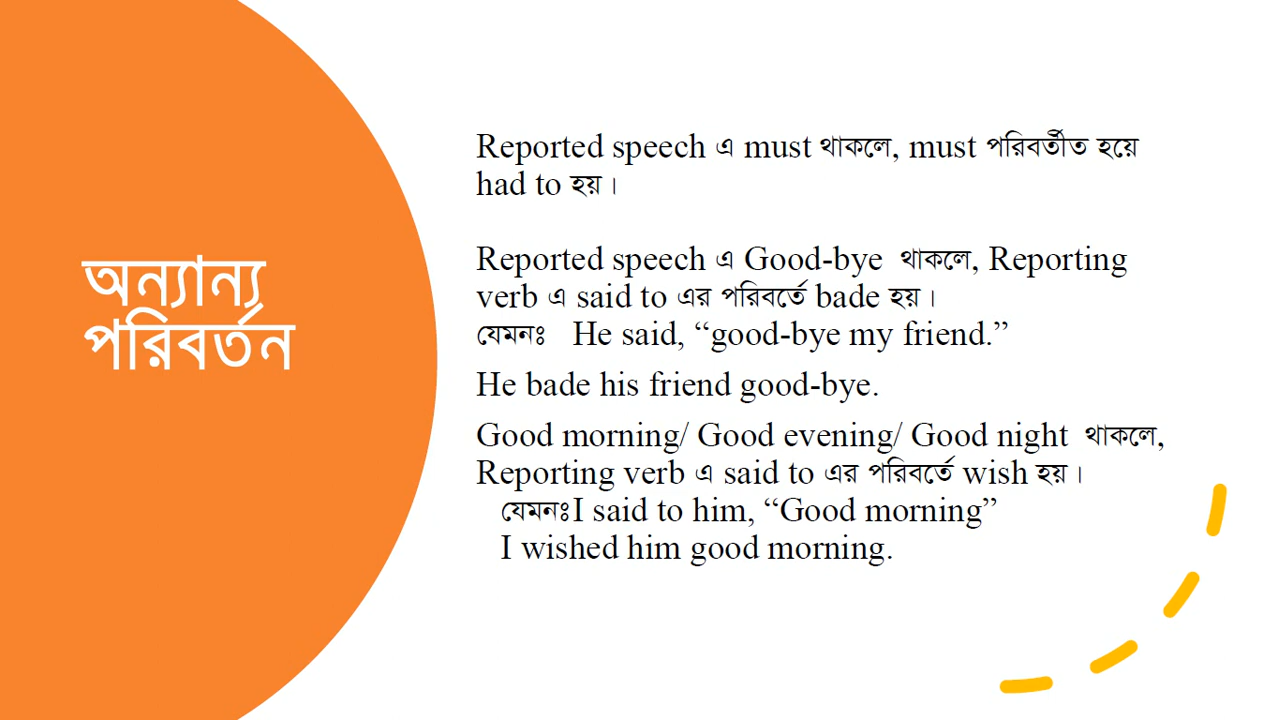 অন্যান্য
পরিবর্তন
Reported speech এ must থাকলে, must পরিবর্তীত হয়ে
had to হয়।
Reported speech এ Good-bye থাকলে, Reporting
verb এ said to এর পরিবর্তে bade হয়।
যেমনঃ He said, “good-bye my friend.”
He bade his friend good-bye.
Good morning/ Good evening/ Good night থাকলে,
Reporting verb এ said to এর পরিবর্তে wish হয়।
যেমনঃI said to him, “Good morning”
I wished him good morning.